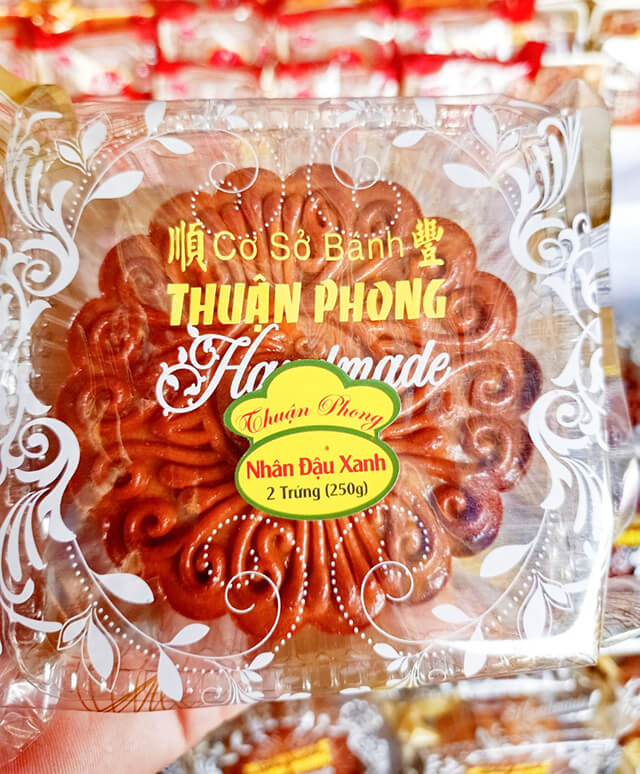 順 Cơ Sở Bánh 豐
THUẬN PHONG
Handmade
Thuận Phong
Nhân Đậu Xanh
2 Trứng (250g)